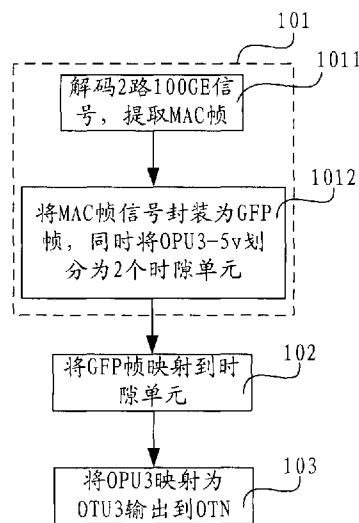 101
1011
解码2路100GE信
号，提取MAC帧
1012
将MAC帧信号封装为GFP
帧，同时将OPU3-5v划
分为2个时隙单元
102
将GFP帧映射到时
隙单元
103
将OPU3映射为
OTU3输出到OTN